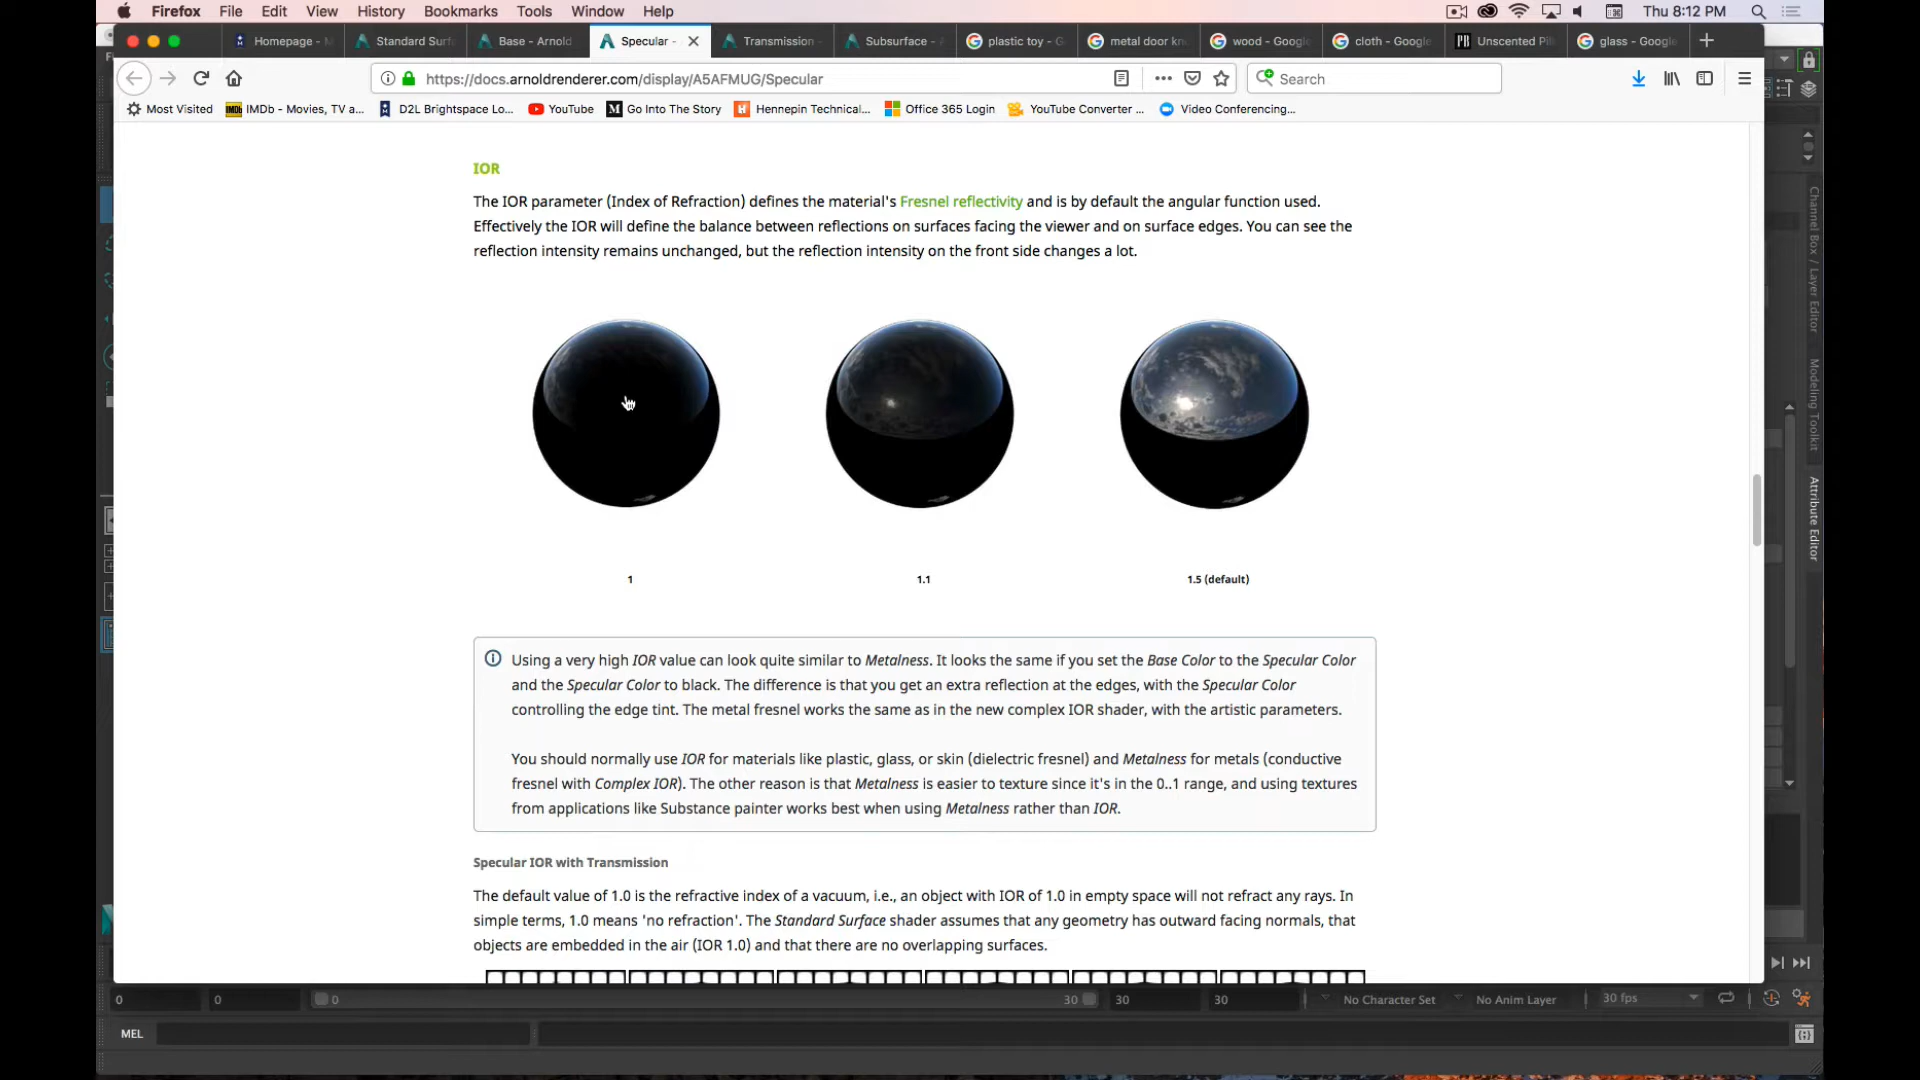 Firefox File Edit View History Bookmarks Tools Window Help Thu 8:12 PM
Homepage - Standard Surf Base - Arnold Specular - Transmission - Subsurface - plastic toy - G metal door kn wood - Google cloth - Google Unscented Pil glass - Google
https://docs.arnoldrenderer.com/display/A5AFMUG/Specular Search
Most Visited IMDb - Movies, TV a... D2L Brightspace Lo... YouTube Go Into The Story Hennepin Technical... Office 365 Login YouTube Converter ... Video Conferencing...
IOR
The IOR parameter (Index of Refraction) defines the material's Fresnel reflectivity and is by default the angular function used.
Effectively the IOR will define the balance between reflections on surfaces facing the viewer and on surface edges. You can see the
reflection intensity remains unchanged, but the reflection intensity on the front side changes a lot.
1 1.1 1.5 (default)
Using a very high IOR value can look quite similar to Metalness. It looks the same if you set the Base Color to the Specular Color
and the Specular Color to black. The difference is that you get an extra reflection at the edges, with the Specular Color
controlling the edge tint. The metal fresnel works the same as in the new complex IOR shader, with the artistic parameters.
You should normally use IOR for materials like plastic, glass, or skin (dielectric fresnel) and Metalness for metals (conductive
fresnel with Complex IOR). The other reason is that Metalness is easier to texture since it's in the 0..1 range, and using textures
from applications like Substance painter works best when using Metalness rather than IOR.
Specular IOR with Transmission
The default value of 1.0 is the refractive index of a vacuum, i.e., an object with IOR of 1.0 in empty space will not refract any rays. In
simple terms, 1.0 means 'no refraction'. The Standard Surface shader assumes that any geometry has outward facing normals, that
objects are embedded in the air (IOR 1.0) and that there are no overlapping surfaces.
Channel Box / Layer Editor
Modeling Toolkit
Attribute Editor
0 0 0 30 30 30 No Character Set No Anim Layer 30 fps
MEL